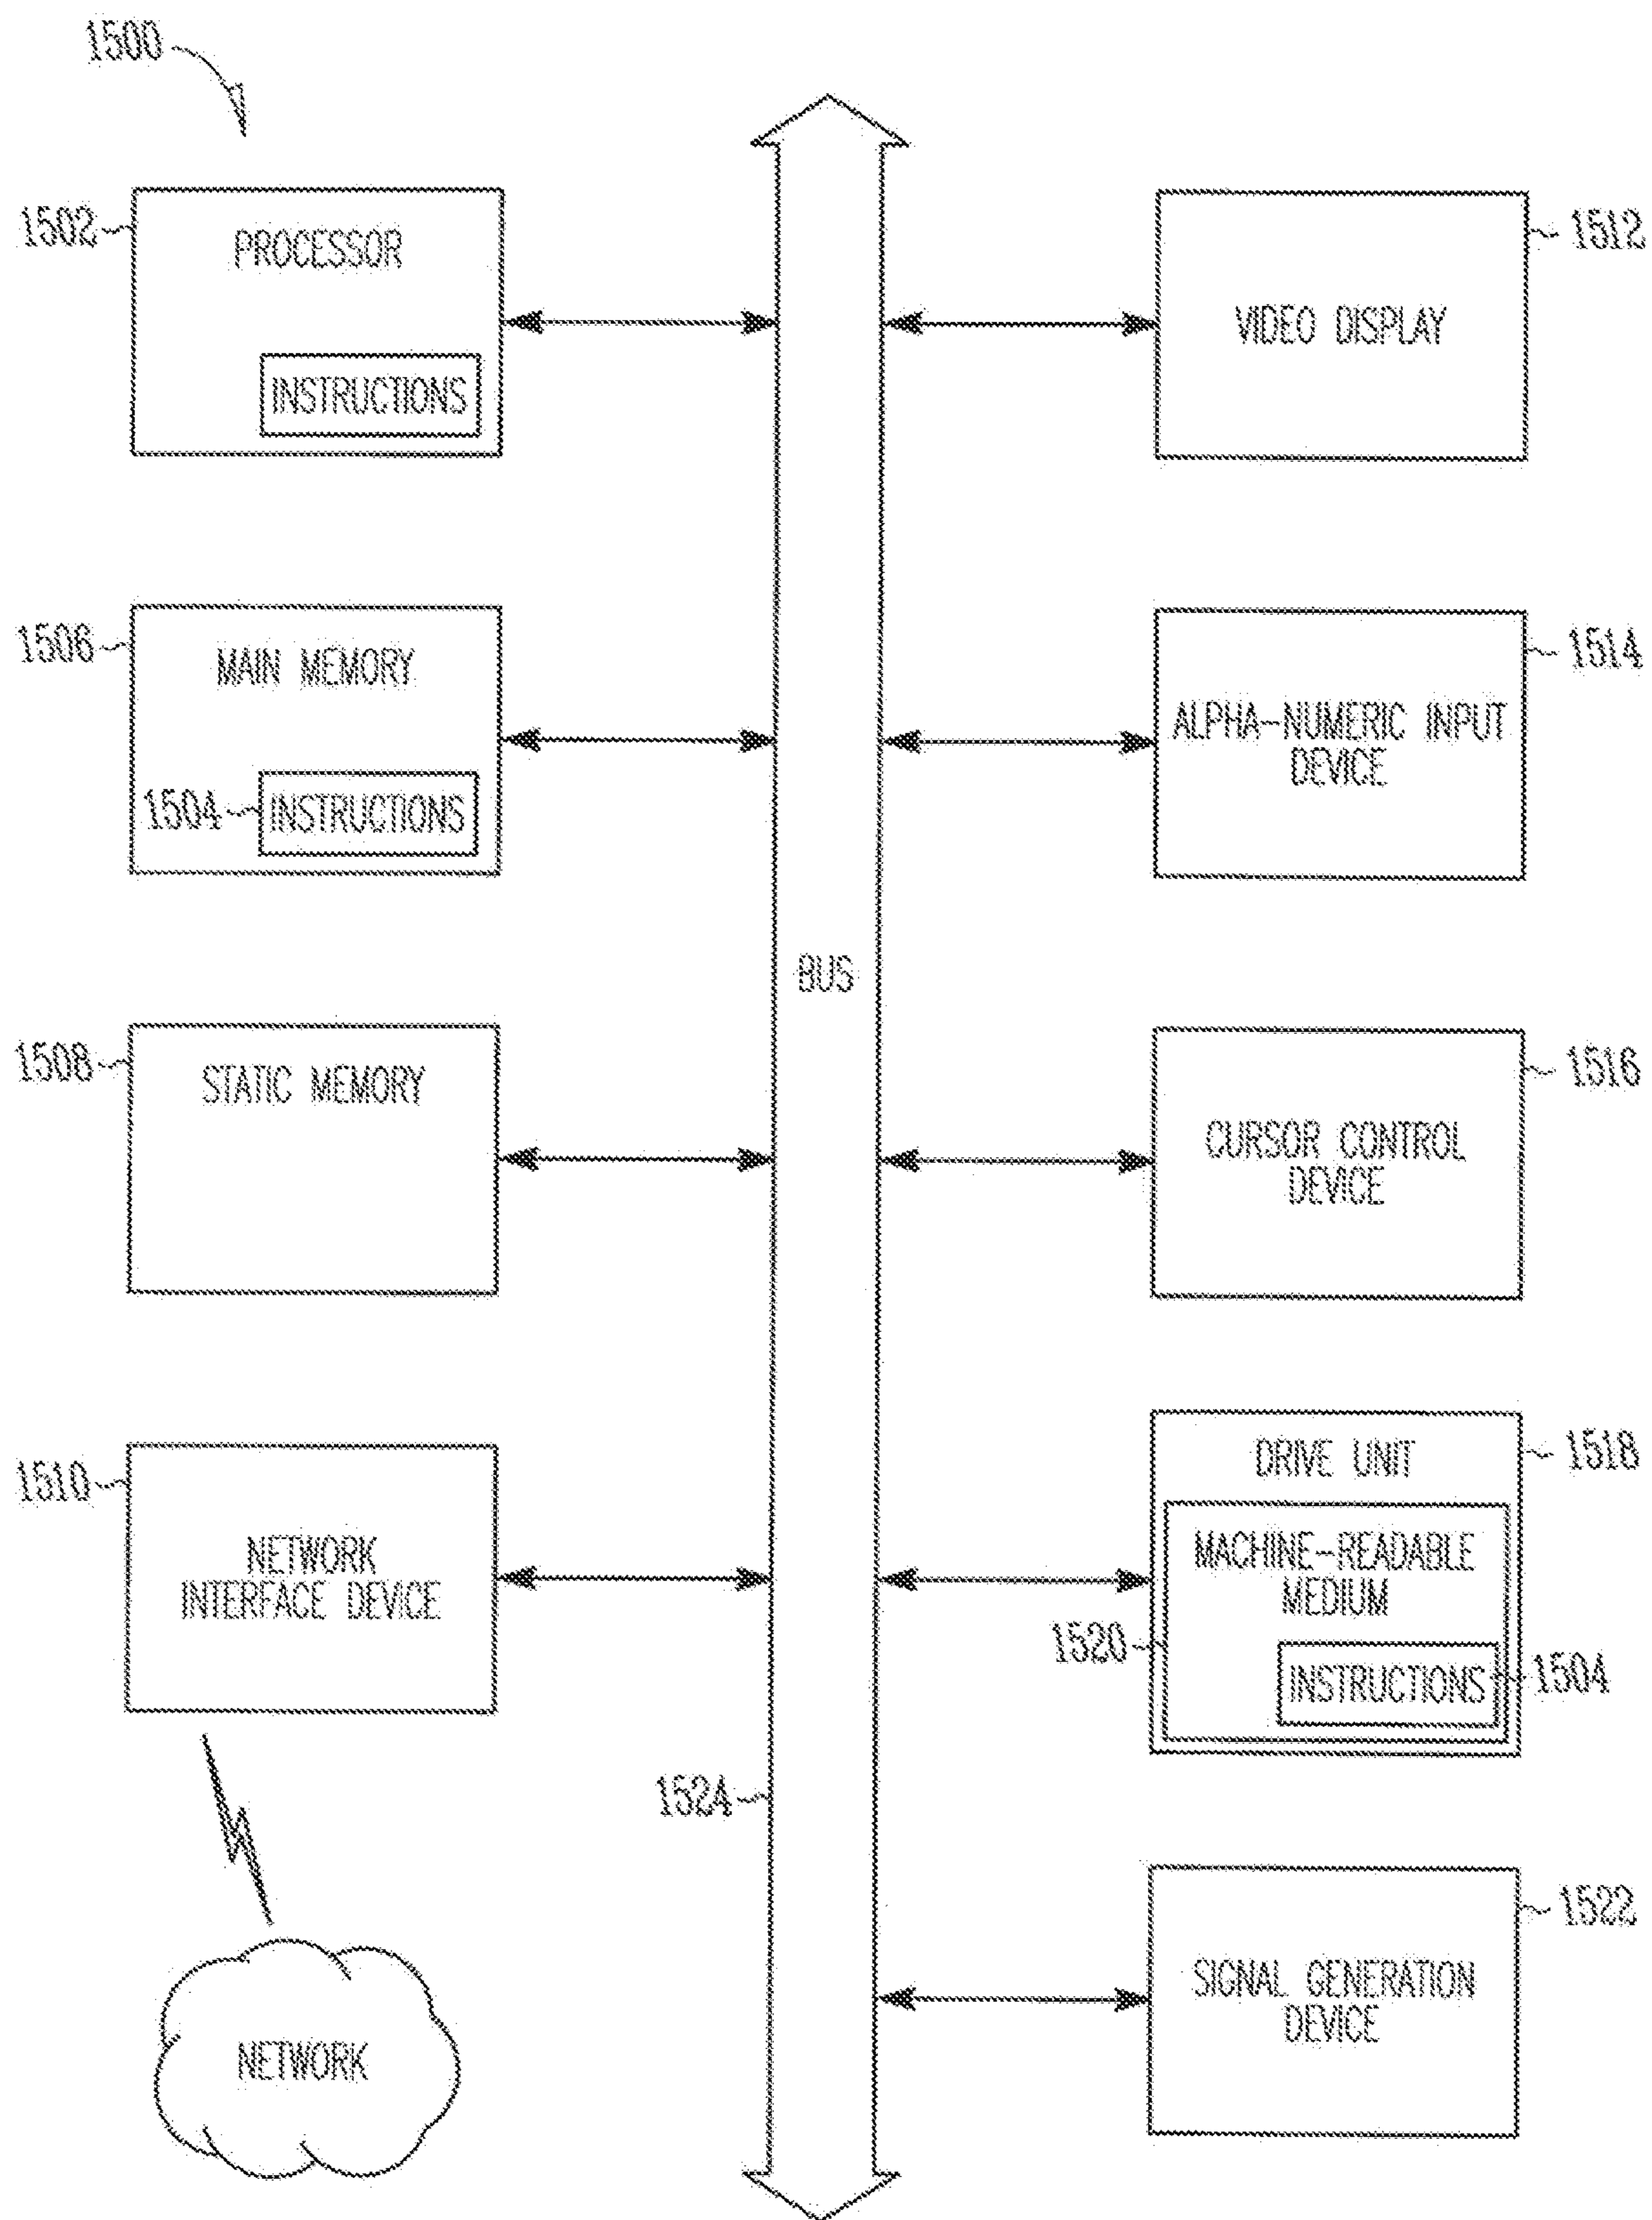 1500
1502
PROCESSOR
INSTRUCTIONS
1512
VIDEO DISPLAY
1506
MAIN MEMORY
1504
INSTRUCTIONS
1514
ALPHA-NUMERIC INPUT
DEVICE
BUS
1508
STATIC MEMORY
1516
CURSOR CONTROL
DEVICE
1510
NETWORK
INTERFACE DEVICE
1518
DRIVE UNIT
MACHINE-READABLE
MEDIUM
1520
INSTRUCTIONS
1504
1524
NETWORK
1522
SIGNAL GENERATION
DEVICE